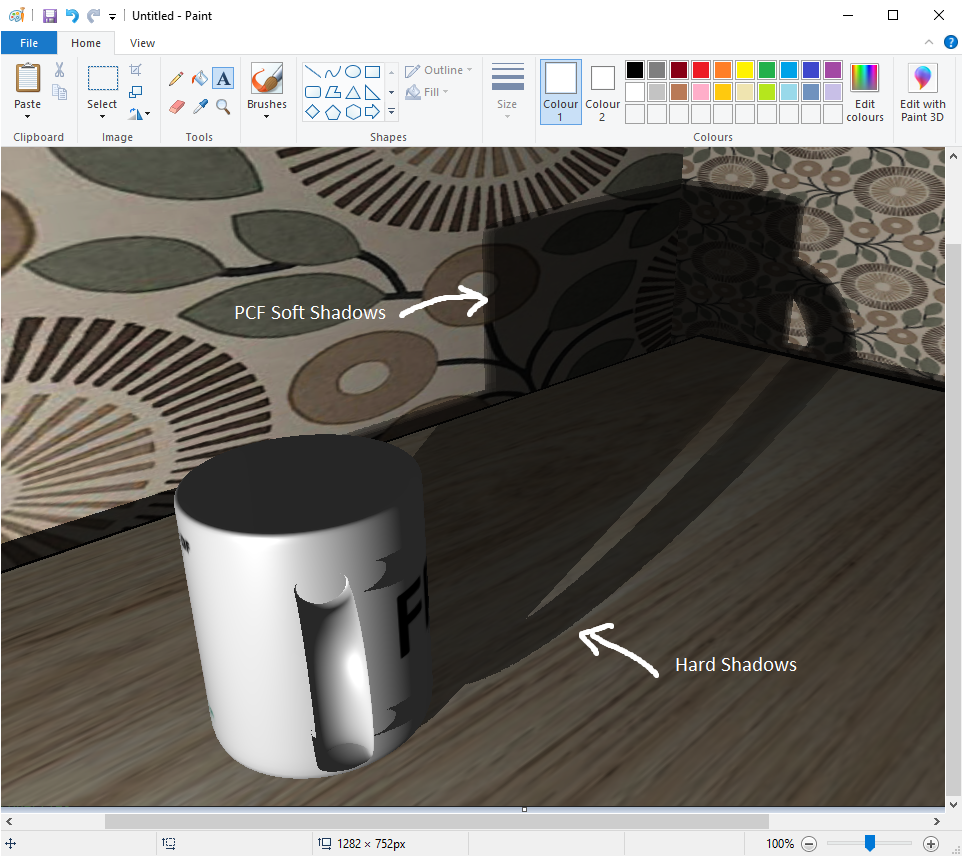 Untitled - Paint
File
Home
View
Paste
Select
Brushes
Outline
Fill
Size
Colour
1
Colour
2
Edit
colours
Edit with
Paint 3D
Clipboard
Image
Tools
Shapes
Colours
PCF Soft Shadows
Hard Shadows
1282 × 752px
100%